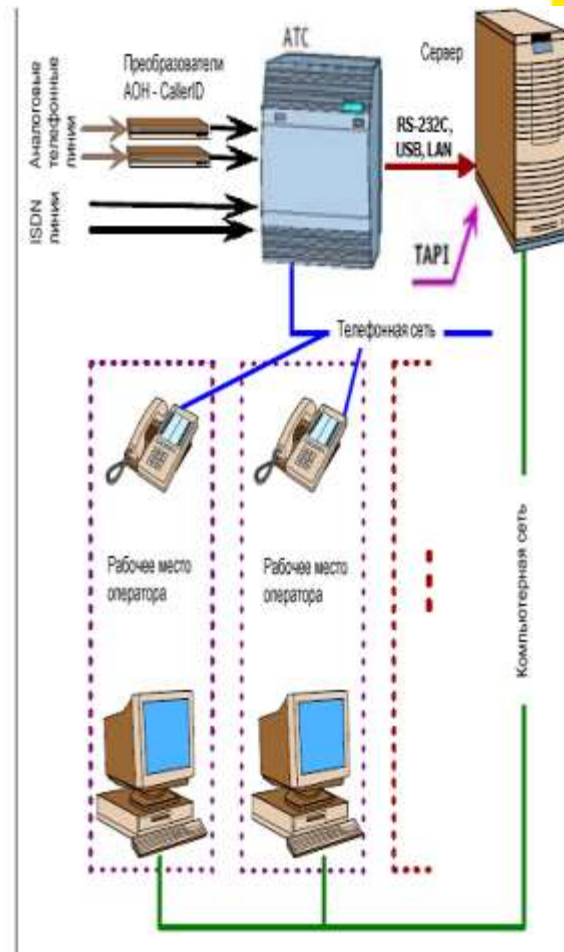 АТС
Сервер
Преобразователи
АОН - CallerID
Аналоговые
телефонные
линии
ISDN
линии
RS-232C,
USB, LAN
TAPI
Телефонная сеть
Рабочее место
оператора
Рабочее место
оператора
Компьютерная сеть